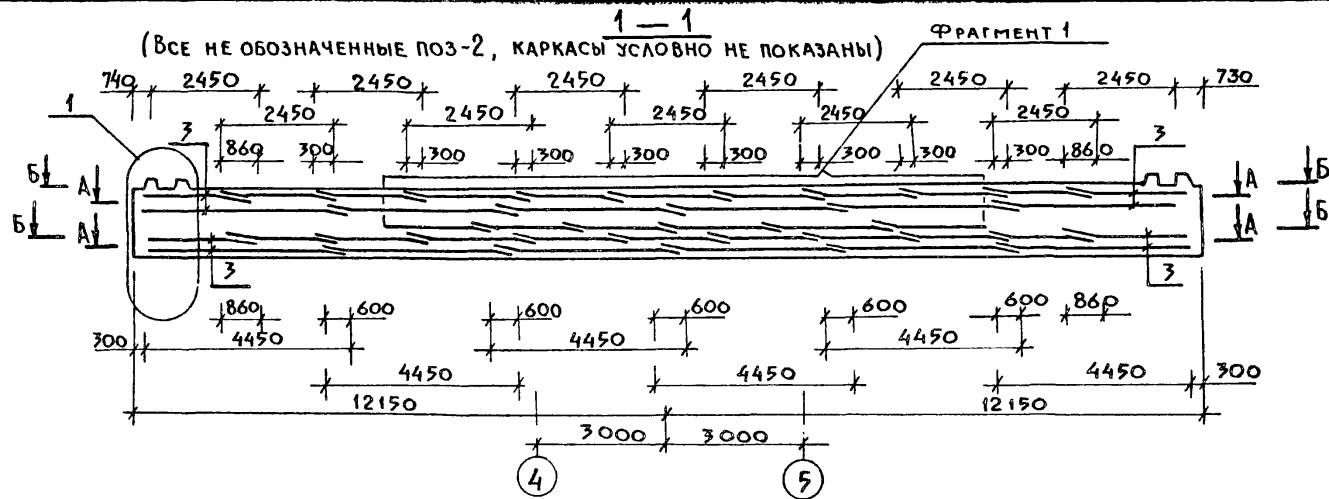 1 — 1
(ВСЕ НЕ ОБОЗНАЧЕННЫЕ ПОЗ-2, КАРКАСЫ УСЛОВНО НЕ ПОКАЗАНЫ)
ФРАГМЕНТ 1
740 2450 2450 2450 2450 2450 2450 730
1 2450 2450 2450 2450 2450
3 860 300 300 300 300 300 300 300 300 860 3
Б А А Б
Б А А Б
3 3
860 600 600 600 600 600 860
300 4450 4450 4450
4450 4450 4450 300
12150 12150
3000 3000
4 5